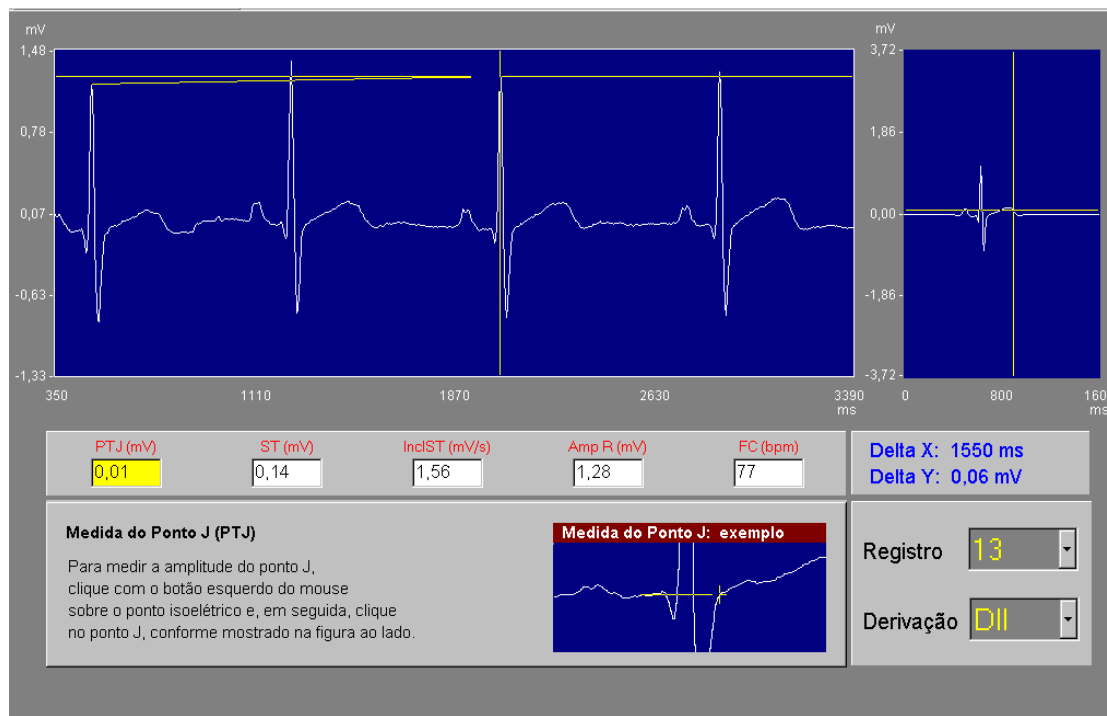 mV
1,48
0,78
0,07
-0,63
-1,33
350 1110 1870 2630 3390
ms
mV
3,72
1,86
0,00
-1,86
-3,72
0 800 160
ms
PTJ (mV) ST (mV) InclST (mV/s) Amp R (mV) FC (bpm)
0,01 0,14 1,56 1,28 77
Delta X: 1550 ms
Delta Y: 0,06 mV
Medida do Ponto J (PTJ)
Para medir a amplitude do ponto J,
clique com o botão esquerdo do mouse
sobre o ponto isoelétrico e, em seguida, clique
no ponto J, conforme mostrado na figura ao lado.
Medida do Ponto J: exemplo
Registro 13
Derivação DII